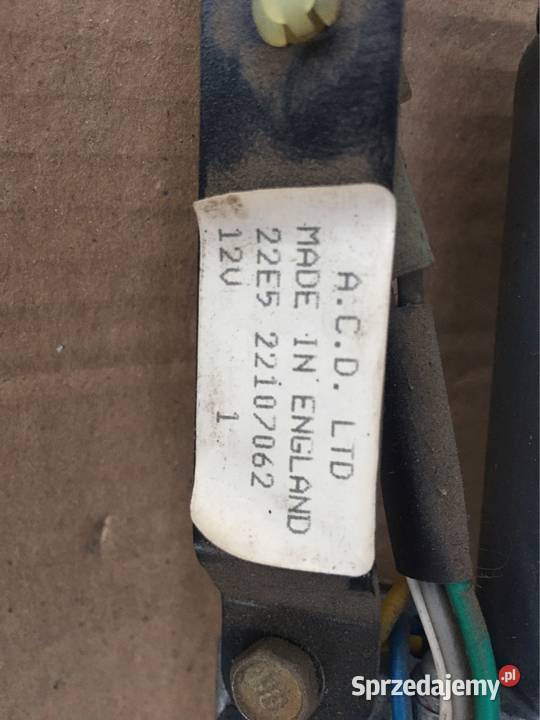 A.C.D. LTD
MADE IN ENGLAND
22E5 22107062
12V 1
Sprzedajemy.pl